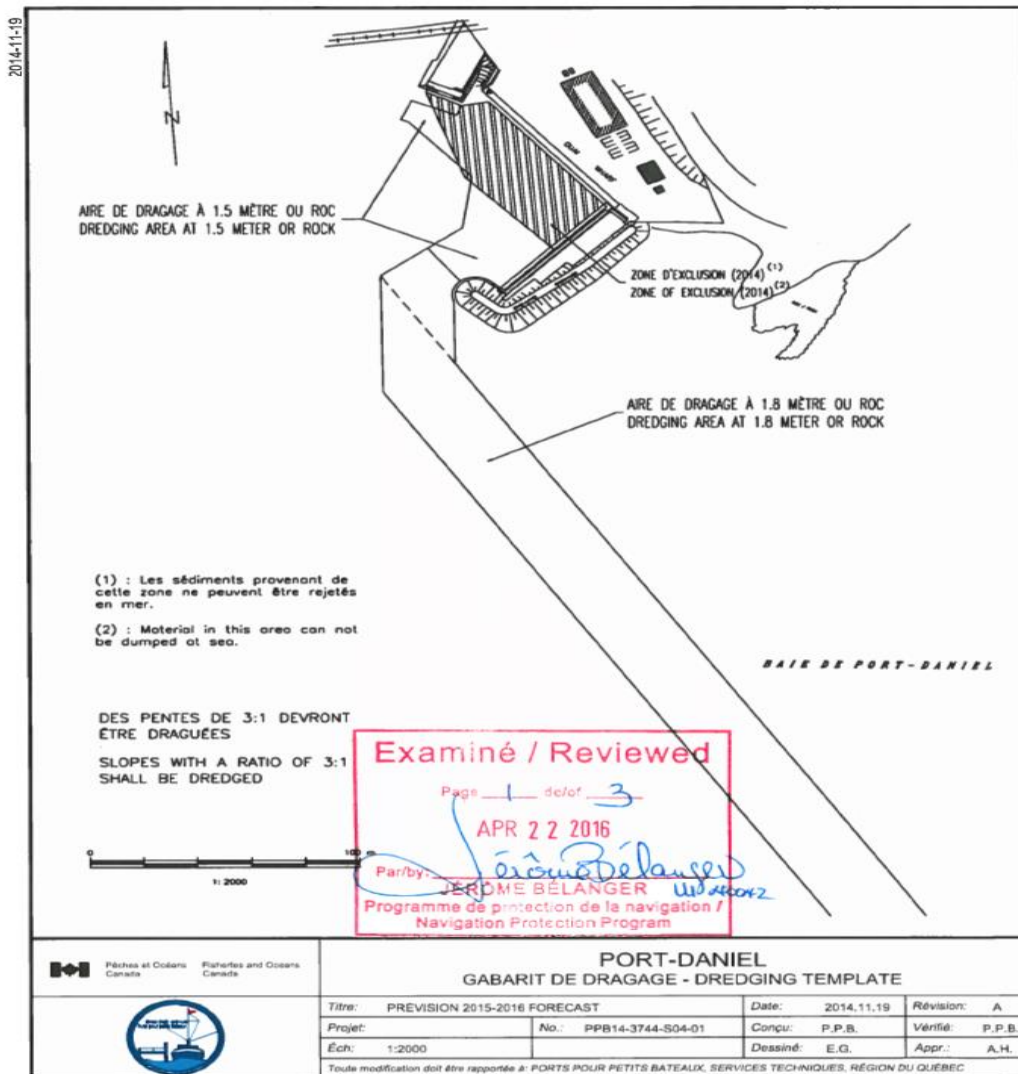 2014-11-19
N
AIRE DE DRAGAGE À 1.5 MÈTRE OU ROC
DREDGING AREA AT 1.5 METER OR ROCK
QUAI WHARF
ZONE D'EXCLUSION (2014)(1)
ZONE OF EXCLUSION (2014)(2)
AIRE DE DRAGAGE À 1.8 MÈTRE OU ROC
DREDGING AREA AT 1.8 METER OR ROCK
(1) : Les sédiments provenant de
cette zone ne peuvent être rejetés
en mer.
(2) : Material in this area can not
be dumped at sea.
BAIE DE PORT-DANIEL
DES PENTES DE 3:1 DEVRONT
ÊTRE DRAGUÉES
SLOPES WITH A RATIO OF 3:1
SHALL BE DREDGED
0 100 m
1: 2000
Examiné / Reviewed
Page 1 de/of 3
APR 22 2016
Par/by: Jérôme Bélanger
JÉRÔME BÉLANGER
Programme de protection de la navigation /
Navigation Protection Program
Pêches et Océans Canada
Fisheries and Oceans Canada
PORT-DANIEL
GABARIT DE DRAGAGE - DREDGING TEMPLATE
Titre: PREVISION 2015-2016 FORECAST Date: 2014.11.19 Révision: A
Projet: No.: PPB14-3744-S04-01 Conçu: P.P.B. Vérifié: P.P.B.
Éch: 1:2000 Dessiné: E.G. Appr.: A.H.
Toute modification doit être rapportée à: PORTS POUR PETITS BATEAUX, SERVICES TECHNIQUES, RÉGION DU QUÉBEC